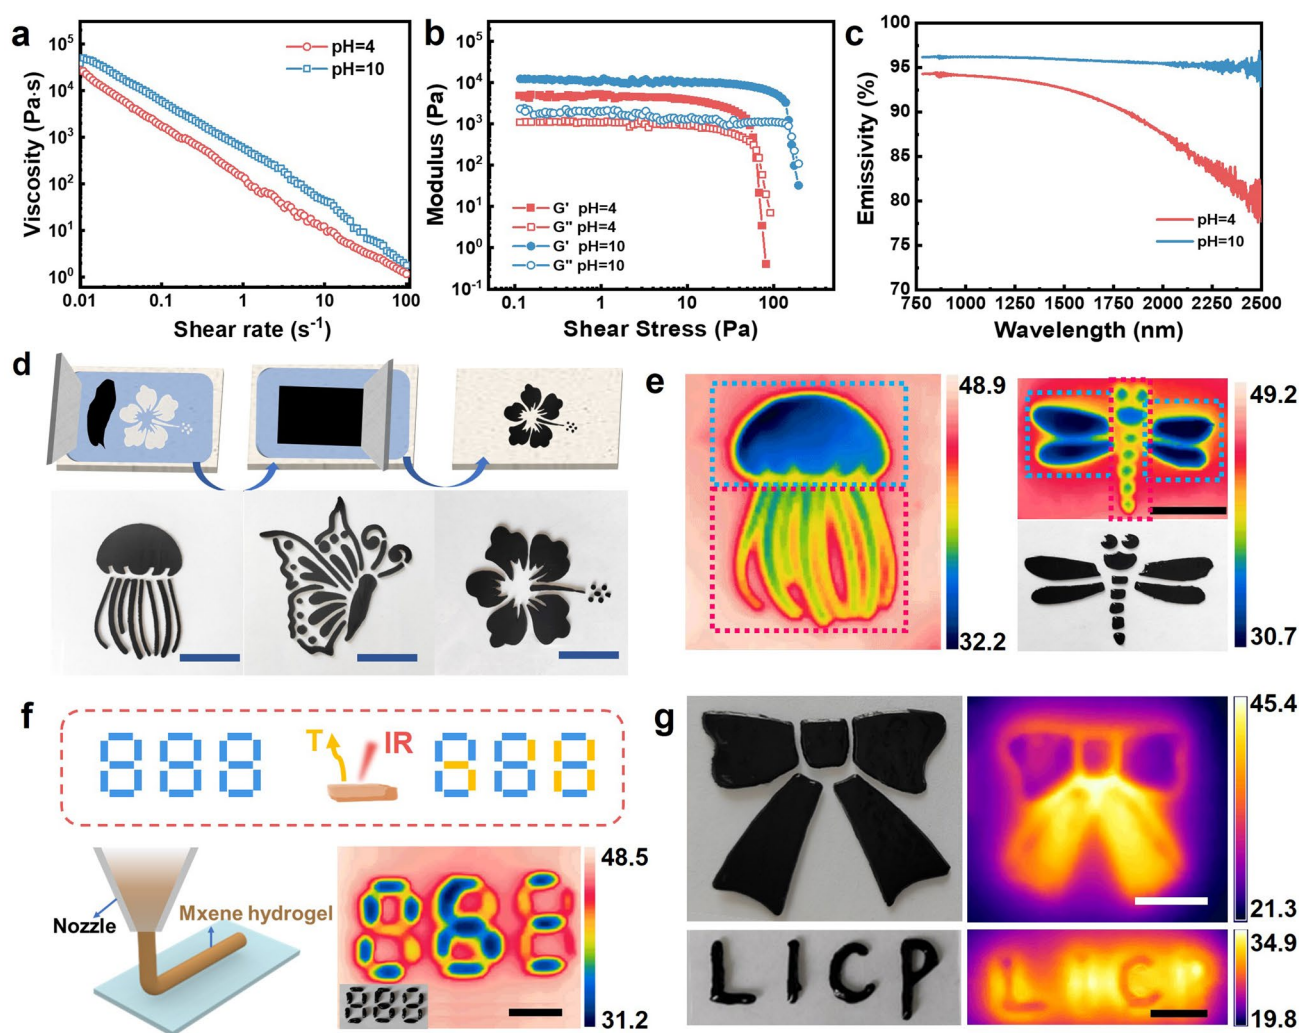 a
10⁵
10⁴
10³
10²
10¹
10⁰
Viscosity (Pa·s)
pH=4
pH=10
0.01
0.1
1
10
100
Shear rate (s⁻¹)
b
10⁵
10⁴
10³
10²
10¹
10⁰
10⁻¹
Modulus (Pa)
G' pH=4
G" pH=4
G' pH=10
G" pH=10
0.1
1
10
100
Shear Stress (Pa)
c
100
95
90
85
80
75
70
Emissivity (%)
pH=4
pH=10
750
1000
1250
1500
1750
2000
2250
2500
Wavelength (nm)
d
e
48.9
32.2
49.2
30.7
f
T
IR
Nozzle
Mxene hydrogel
48.5
31.2
g
45.4
21.3
LICP
LICP
34.9
19.8